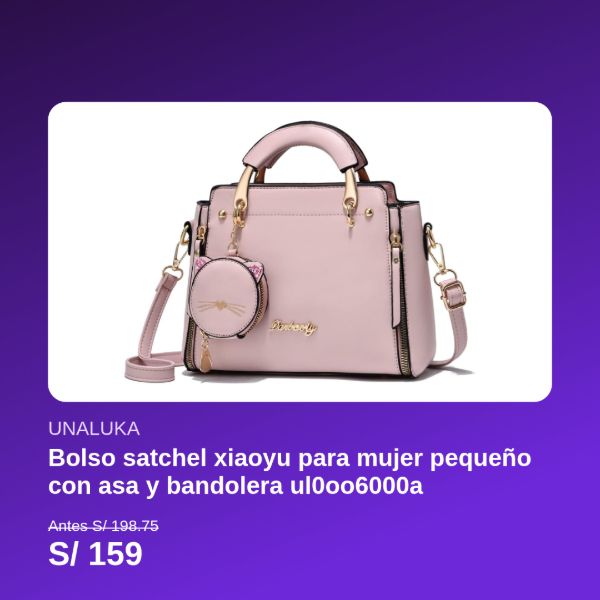 UNALUKA
Bolso satchel xiaoyu para mujer pequeño
con asa y bandolera ul0oo6000a
Antes S/ 198.75
S/ 159